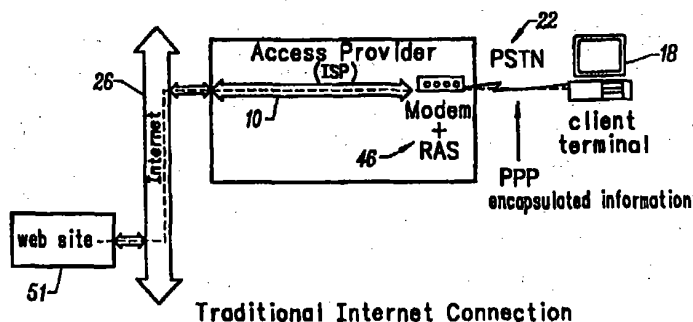 22
Access Provider
(ISP)
PSTN
18
26
10
Modem
+
RAS
46
client
terminal
Internet
PPP
encapsulated information
web site
51
Traditional Internet Connection